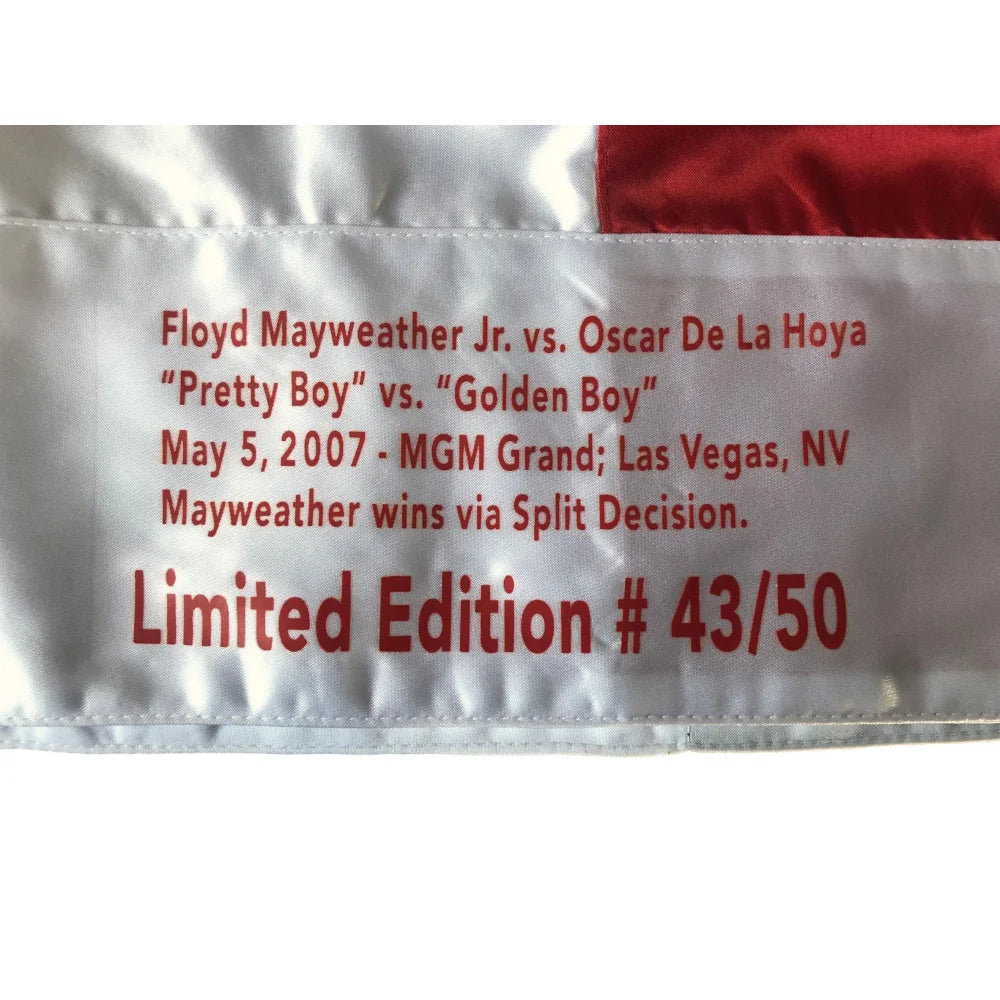 Floyd Mayweather Jr. vs. Oscar De La Hoya
“Pretty Boy” vs. “Golden Boy”
May 5, 2007 - MGM Grand; Las Vegas, NV
Mayweather wins via Split Decision.
Limited Edition # 43/50